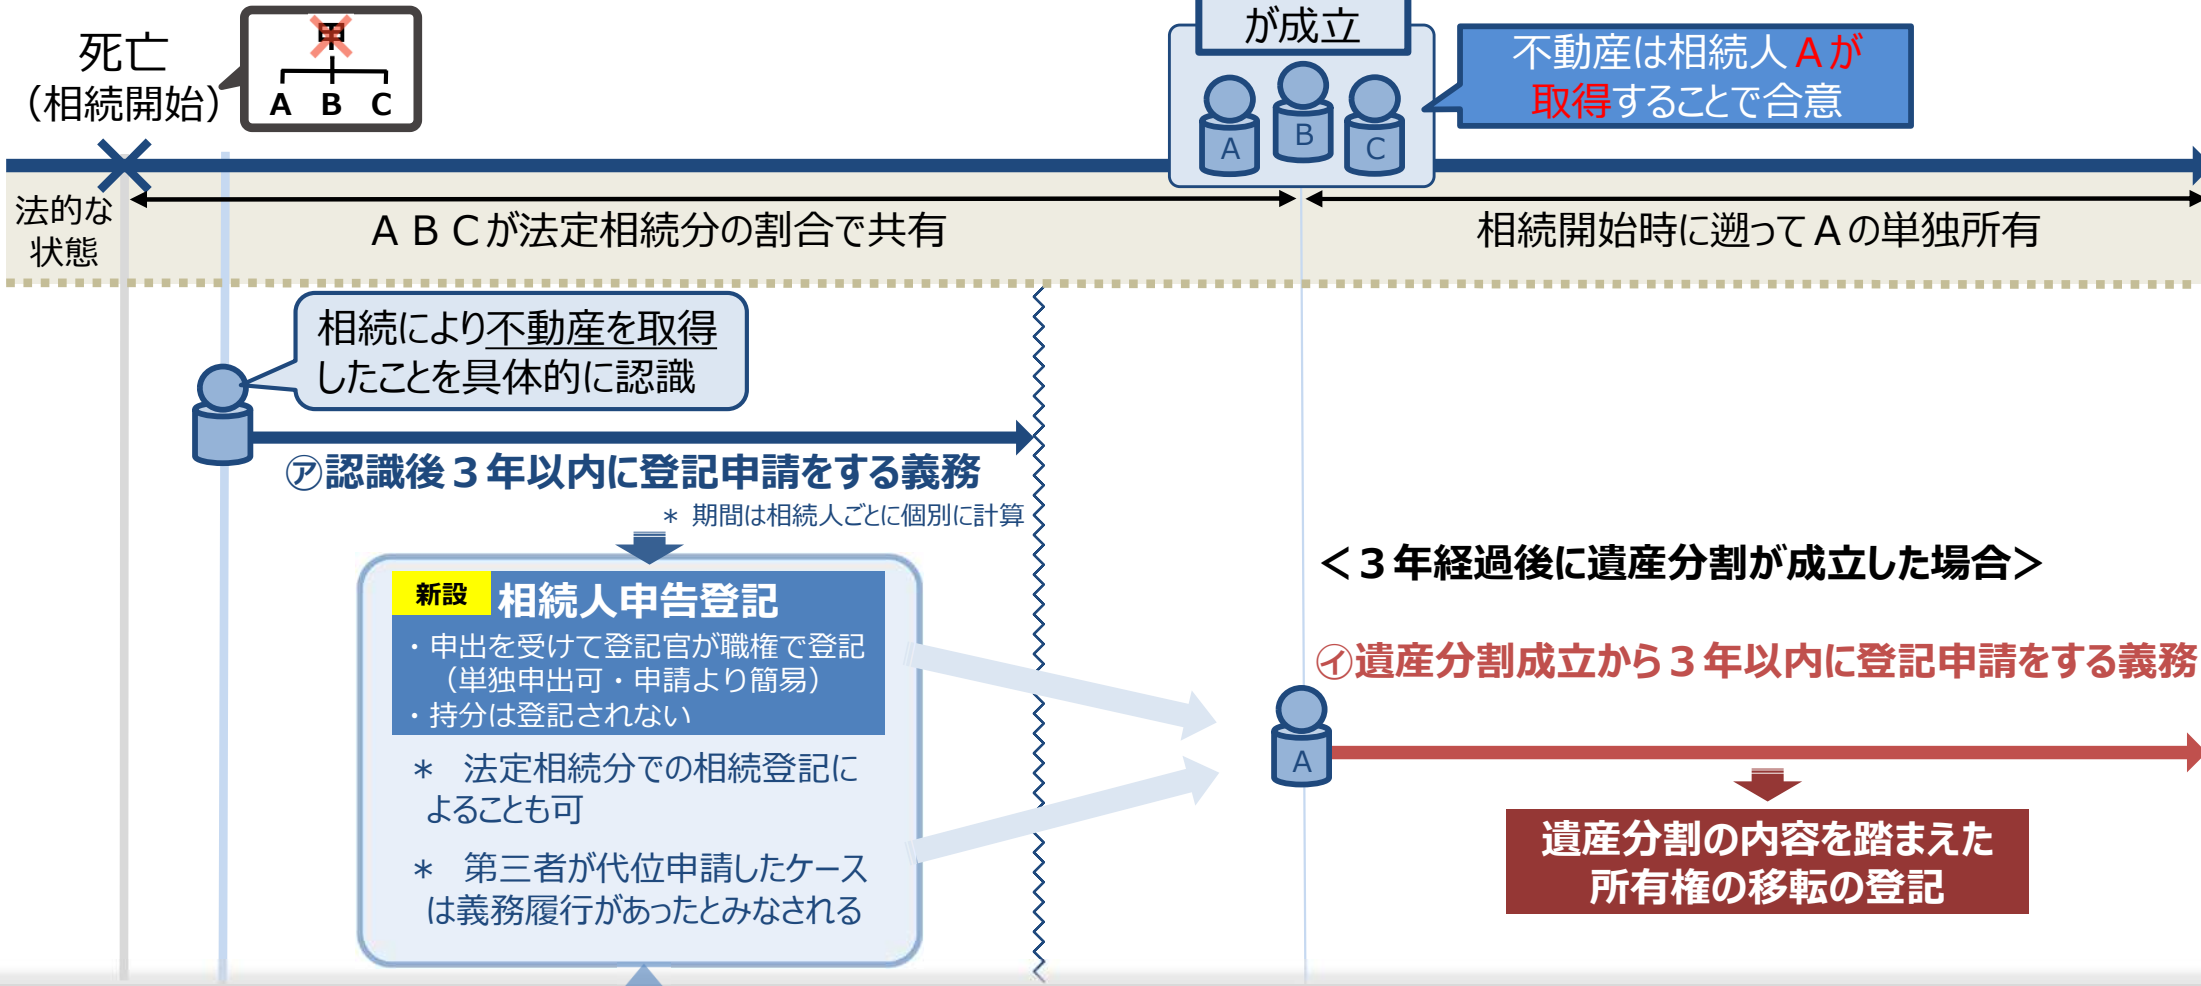 死亡
（相続開始）
甲
A B C
が成立
A B C
不動産は相続人Ａが
取得することで合意
法的な
状態
ＡＢＣが法定相続分の割合で共有
相続開始時に遡ってＡの単独所有
相続により不動産を取得
したことを具体的に認識
㋐認識後３年以内に登記申請をする義務
＊ 期間は相続人ごとに個別に計算
新設 相続人申告登記
・申出を受けて登記官が職権で登記
（単独申出可・申請より簡易）
・持分は登記されない
＊ 法定相続分での相続登記に
よることも可
＊ 第三者が代位申請したケース
は義務履行があったとみなされる
＜３年経過後に遺産分割が成立した場合＞
㋑遺産分割成立から３年以内に登記申請をする義務
A
遺産分割の内容を踏まえた
所有権の移転の登記